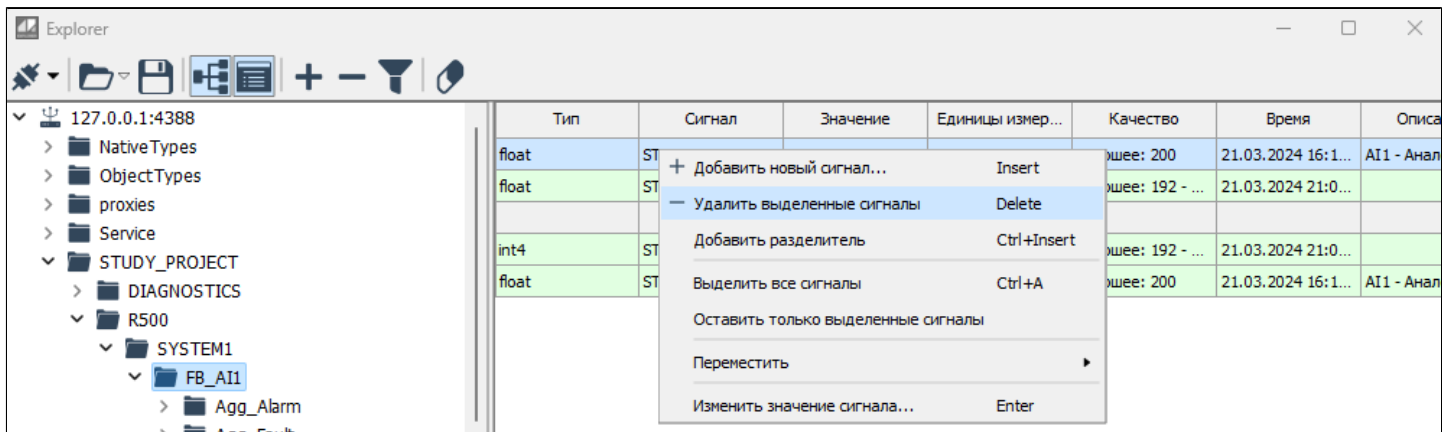 Explorer
127.0.0.1:4388
NativeTypes
ObjectTypes
proxies
Service
STUDY_PROJECT
DIAGNOSTICS
R500
SYSTEM1
FB_AI1
Agg_Alarm
Тип Сигнал Значение Единицы измер... Качество Время Описа
float ST ошее: 200 21.03.2024 16:1... AI1 - Анал
float ST ошее: 192 - ... 21.03.2024 21:0...
int4 ST ошее: 192 - ... 21.03.2024 21:0...
float ST ошее: 200 21.03.2024 16:1... AI1 - Анал
Добавить новый сигнал... Insert
Удалить выделенные сигналы Delete
Добавить разделитель Ctrl+Insert
Выделить все сигналы Ctrl+A
Оставить только выделенные сигналы
Переместить
Изменить значение сигнала... Enter